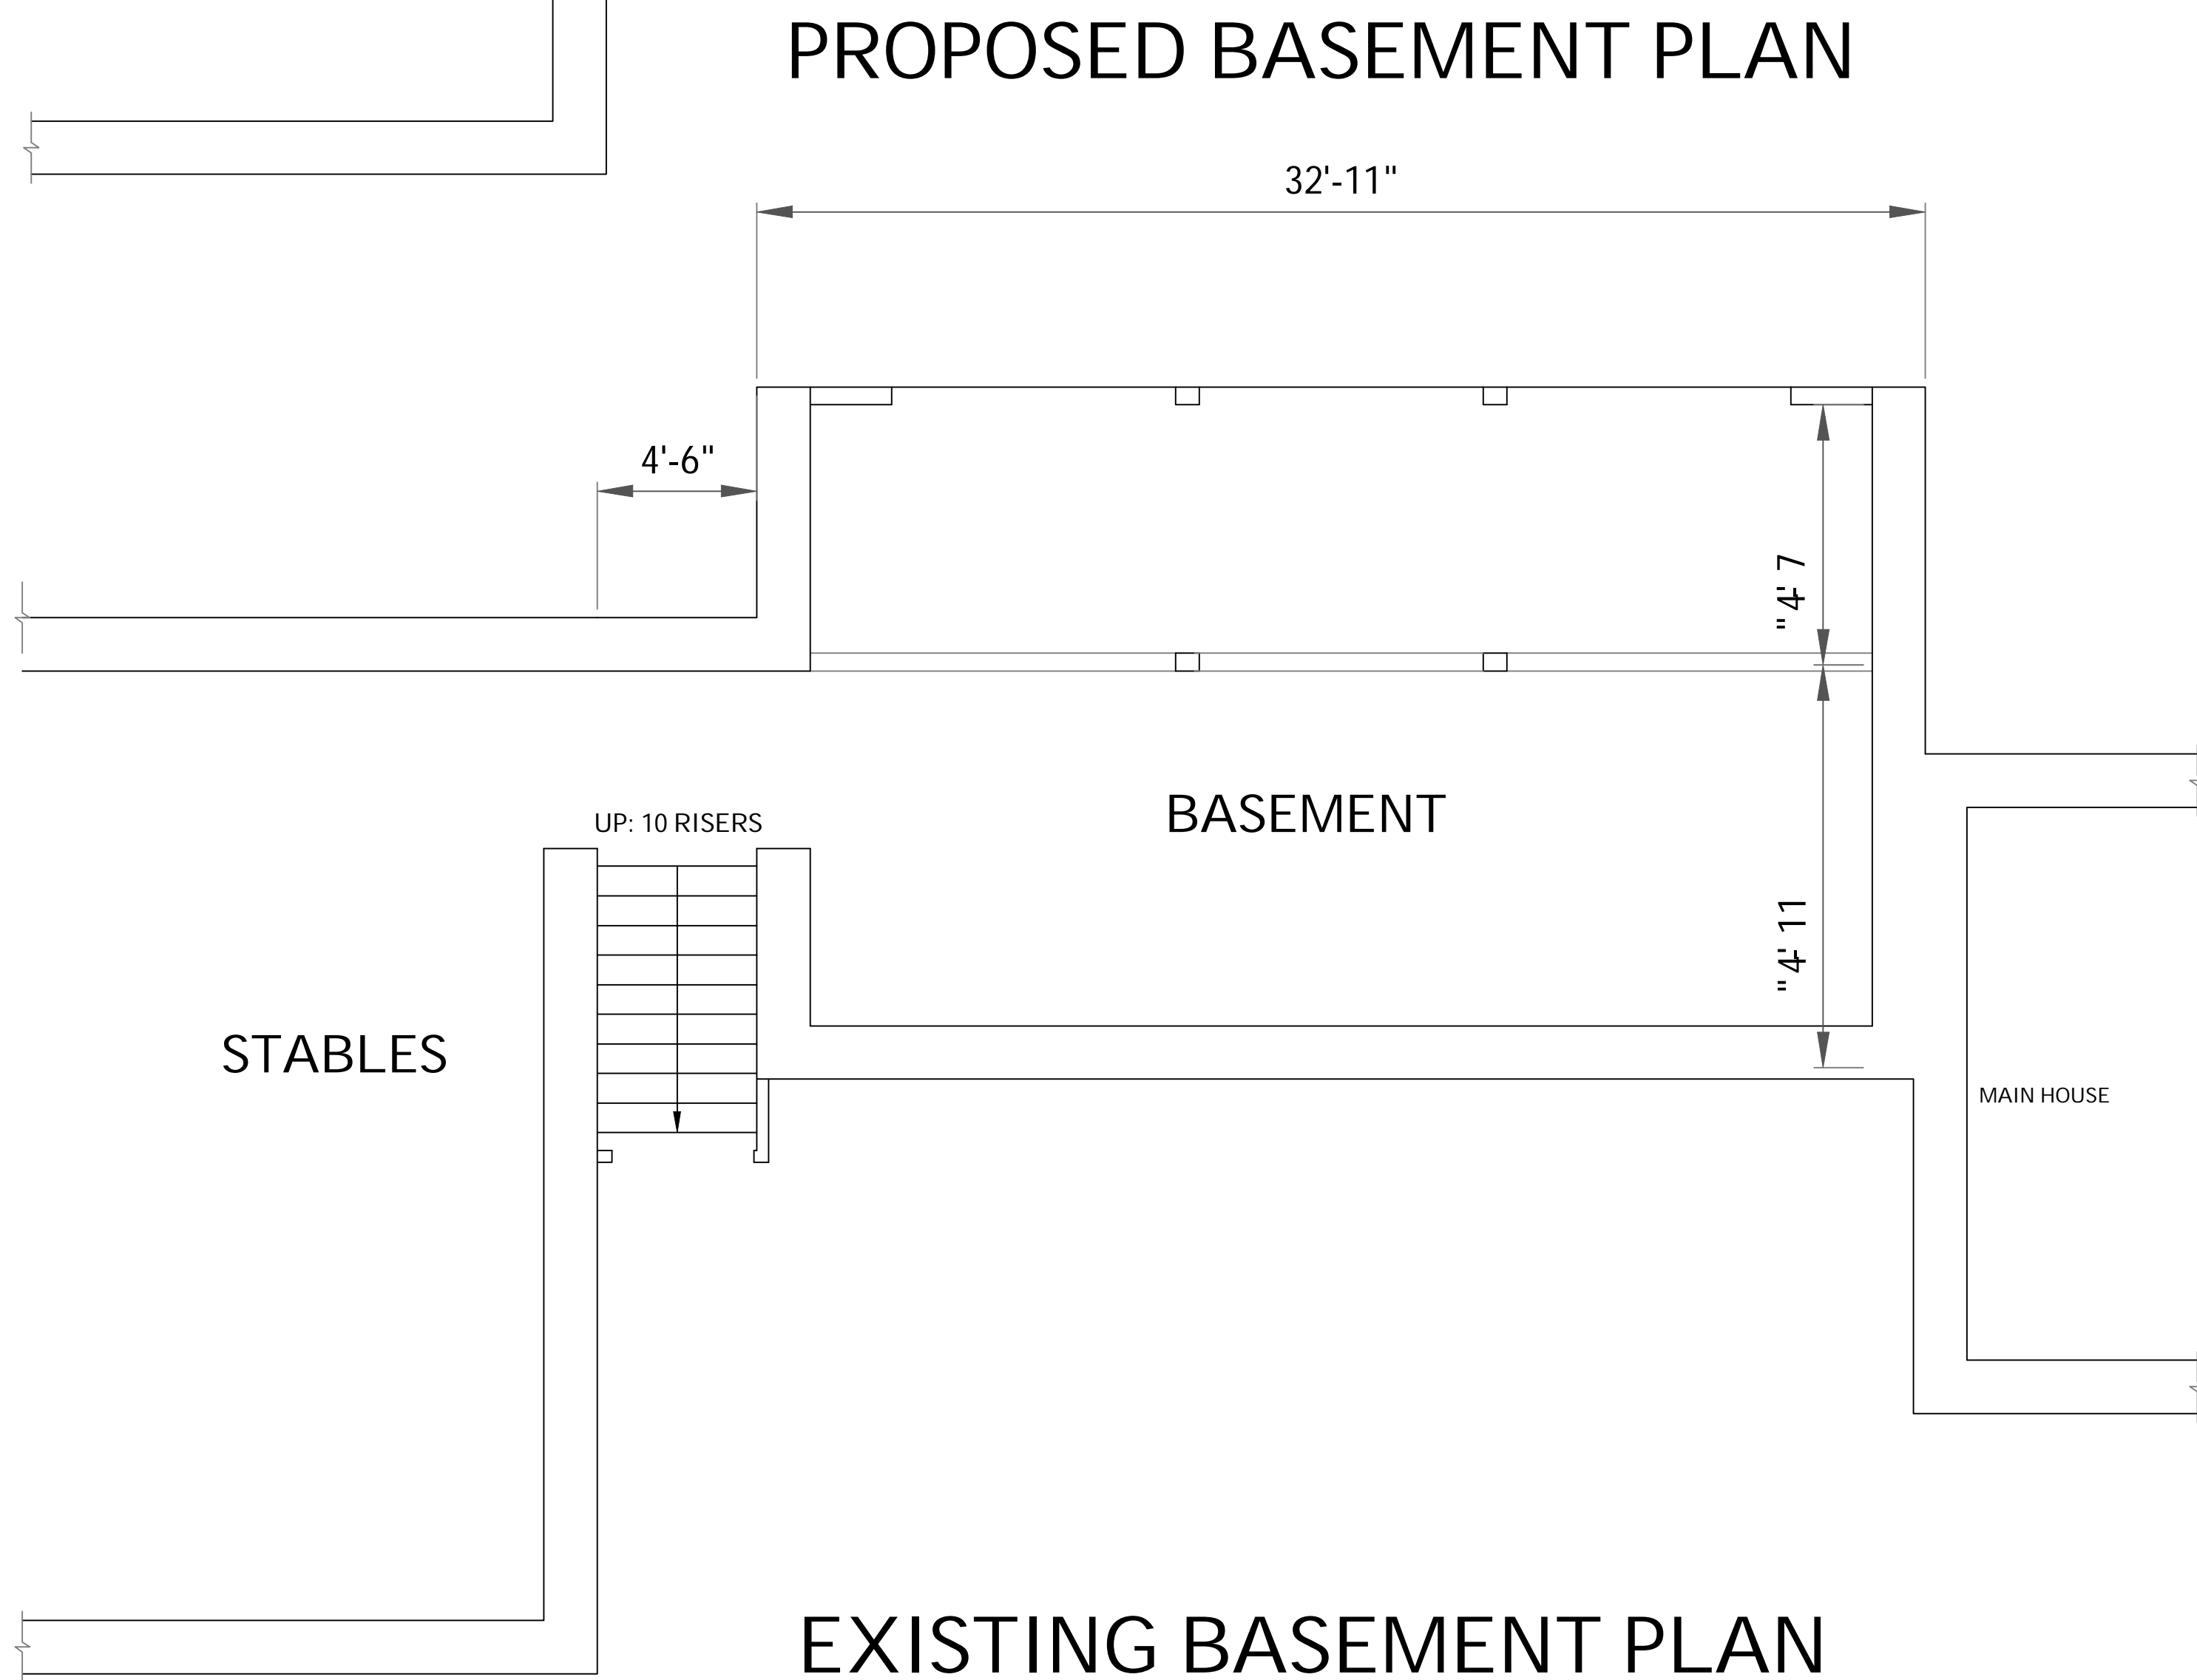 PROPOSED BASEMENT PLAN
32'-11"
4'-6"
"4'- 7
BASEMENT
UP: 10 RISERS
"4'- 11
STABLES
MAIN HOUSE
EXISTING BASEMENT PLAN